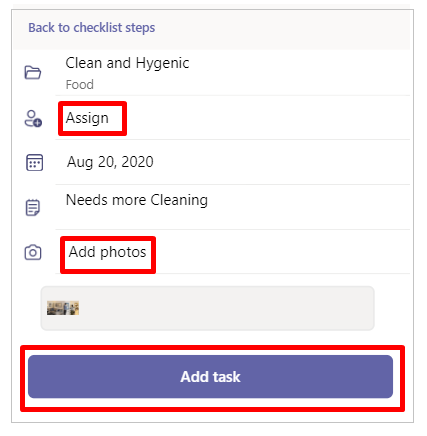 Back to checklist steps
Clean and Hygenic
Food
Assign
Aug 20, 2020
Needs more Cleaning
Add photos
Add task